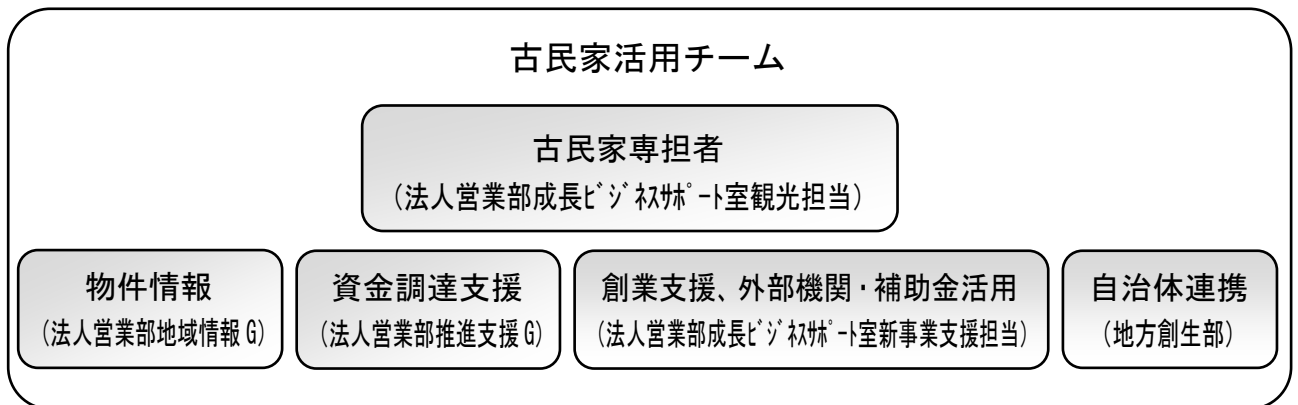 古民家活用チーム
古民家専担者
（法人営業部成長ﾋﾞｼﾞﾈｽｻﾎﾟｰﾄ室観光担当）
物件情報
（法人営業部地域情報G）
資金調達支援
（法人営業部推進支援G）
創業支援、外部機関・補助金活用
（法人営業部成長ﾋﾞｼﾞﾈｽｻﾎﾟｰﾄ室新事業支援担当）
自治体連携
（地方創生部）